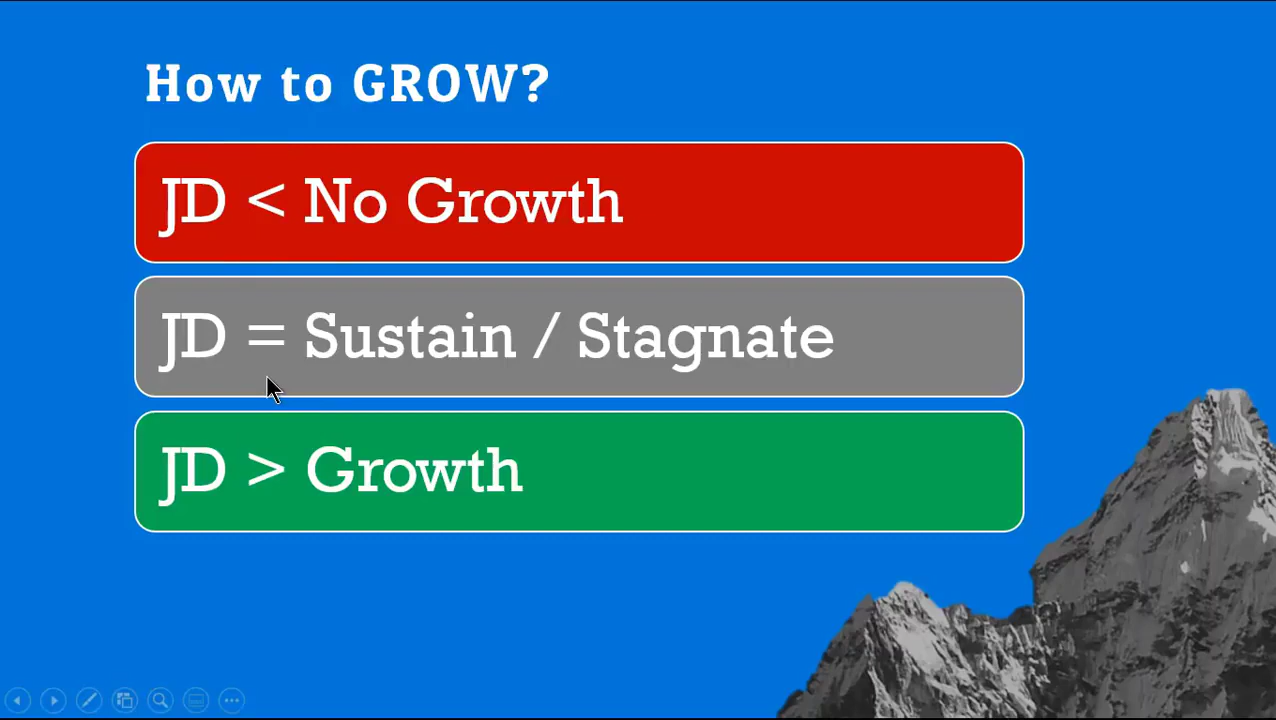 How to GROW?
JD < No Growth
JD = Sustain / Stagnate
JD > Growth